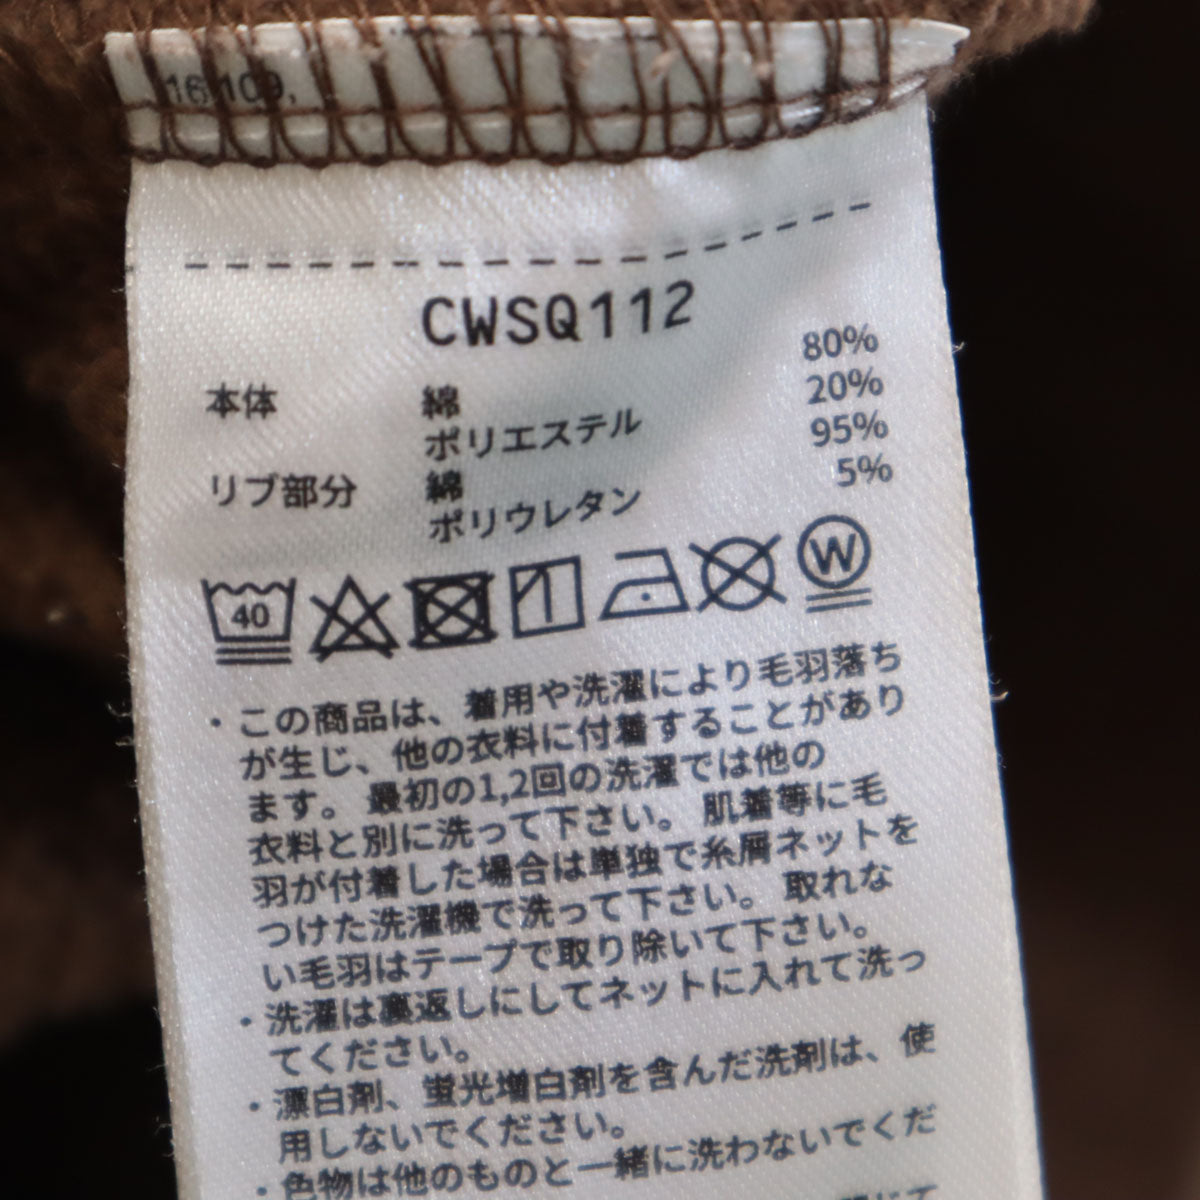 16109,
CWSQ112
本体 綿 80%
ポリエステル 20%
リブ部分 綿 95%
ポリウレタン 5%
40 W
・この商品は、着用や洗濯により毛羽落ち
が生じ、他の衣料に付着することがあり
ます。最初の1,2回の洗濯では他の
衣料と別に洗って下さい。肌着等に毛
羽が付着した場合は単独で糸屑ネットを
つけた洗濯機で洗って下さい。取れな
い毛羽はテープで取り除いて下さい。
・洗濯は裏返しにしてネットに入れて洗っ
てください。
・漂白剤、蛍光増白剤を含んだ洗剤は、使
用しないでください。
・色物は他のものと一緒に洗わないでくだ